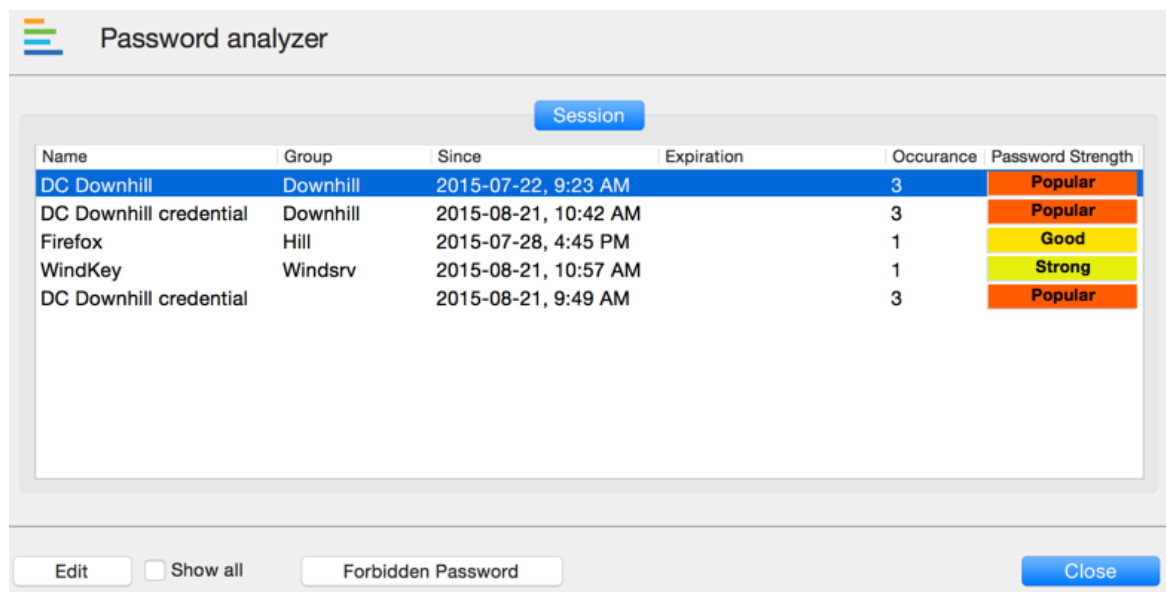 Password analyzer
Session
Name Group Since Expiration Occurance Password Strength
DC Downhill Downhill 2015-07-22, 9:23 AM 3 Popular
DC Downhill credential Downhill 2015-08-21, 10:42 AM 3 Popular
Firefox Hill 2015-07-28, 4:45 PM 1 Good
WindKey Windsrv 2015-08-21, 10:57 AM 1 Strong
DC Downhill credential 2015-08-21, 9:49 AM 3 Popular
Edit Show all Forbidden Password Close